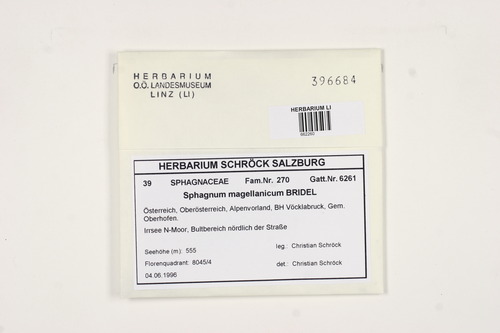 HERBARIUM
O.Ö. LANDESMUSEUM
LINZ (LI)
396684
HERBARIUM LI
HERBARIUM SCHRÖCK SALZBURG
39 SPHAGNACEAE Fam.Nr. 270 Gatt.Nr. 6261
Sphagnum magellanicum BRIDEL
Österreich, Oberösterreich, Alpenvorland, BH Vöcklabruck, Gem.
Oberhofen.
Irrsee N-Moor, Bultbereich nördlich der Straße
Seehöhe (m): 555 leg.: Christian Schröck
Florenquadrant: 8045/4 det.: Christian Schröck
04.06.1996